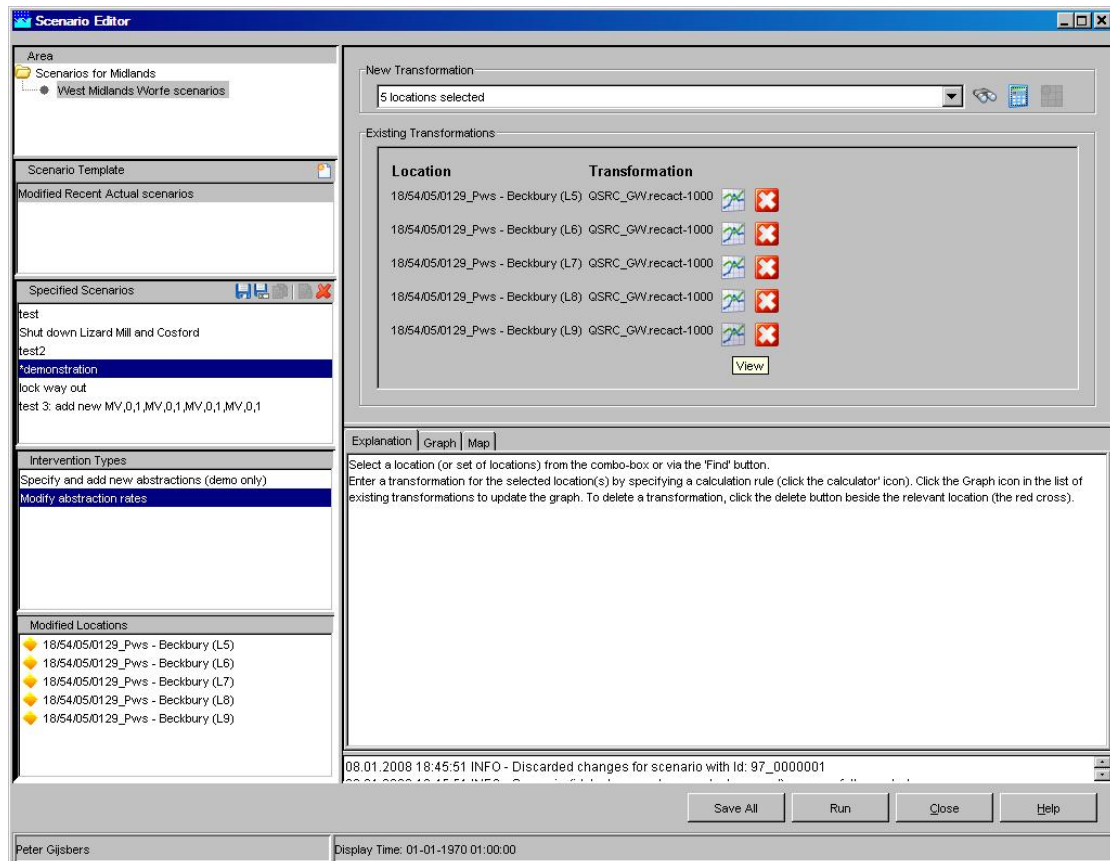 Scenario Editor
Area
Scenarios for Midlands
West Midlands Worfe scenarios
Scenario Template
Modified Recent Actual scenarios
Specified Scenarios
test
Shut down Lizard Mill and Cosford
test2
*demonstration
lock way out
test 3: add new MV,0,1,MV,0,1,MV,0,1,MV,0,1
Intervention Types
Specify and add new abstractions (demo only)
Modify abstraction rates
Modified Locations
18/54/05/0129_Pws - Beckbury (L5)
18/54/05/0129_Pws - Beckbury (L6)
18/54/05/0129_Pws - Beckbury (L7)
18/54/05/0129_Pws - Beckbury (L8)
18/54/05/0129_Pws - Beckbury (L9)
New Transformation
5 locations selected
Existing Transformations
Location Transformation
18/54/05/0129_Pws - Beckbury (L5) QSRC_GW.recact-1000
18/54/05/0129_Pws - Beckbury (L6) QSRC_GW.recact-1000
18/54/05/0129_Pws - Beckbury (L7) QSRC_GW.recact-1000
18/54/05/0129_Pws - Beckbury (L8) QSRC_GW.recact-1000
18/54/05/0129_Pws - Beckbury (L9) QSRC_GW.recact-1000
View
Explanation Graph Map
Select a location (or set of locations) from the combo-box or via the 'Find' button.
Enter a transformation for the selected location(s) by specifying a calculation rule (click the calculator' icon). Click the Graph icon in the list of
existing transformations to update the graph. To delete a transformation, click the delete button beside the relevant location (the red cross).
08.01.2008 18:45:51 INFO - Discarded changes for scenario with Id: 97_0000001
Save All Run Close Help
Peter Gijsbers Display Time: 01-01-1970 01:00:00